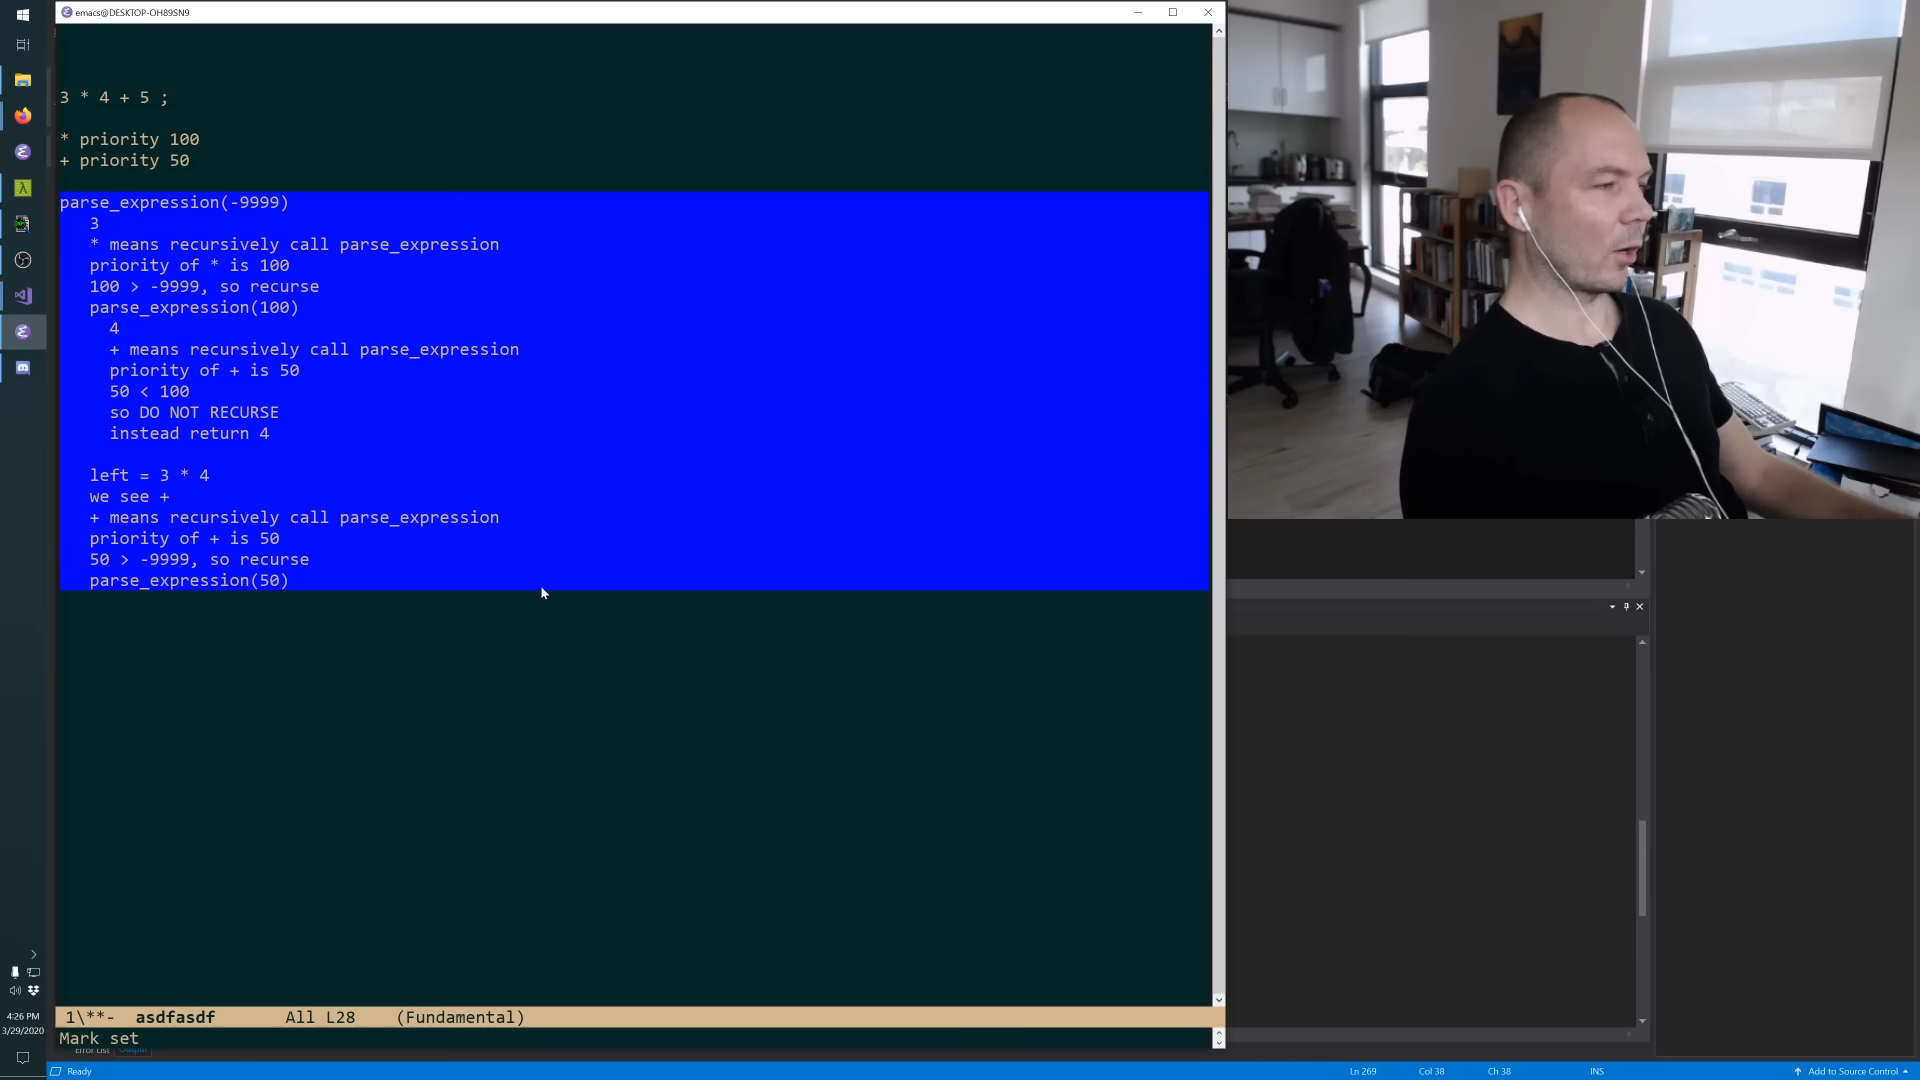 emacs@DESKTOP-OH89SN9
3 * 4 + 5 ;
* priority 100
+ priority 50
parse_expression(-9999)
3
* means recursively call parse_expression
priority of * is 100
100 > -9999, so recurse
parse_expression(100)
4
+ means recursively call parse_expression
priority of + is 50
50 < 100
so DO NOT RECURSE
instead return 4
left = 3 * 4
we see +
+ means recursively call parse_expression
priority of + is 50
50 > -9999, so recurse
parse_expression(50)
1\**- asdfasdf All L28 (Fundamental)
Mark set
Error List Output
4:26 PM
3/29/2020
Ready Ln 269 Col 38 Ch 38 INS Add to Source Control